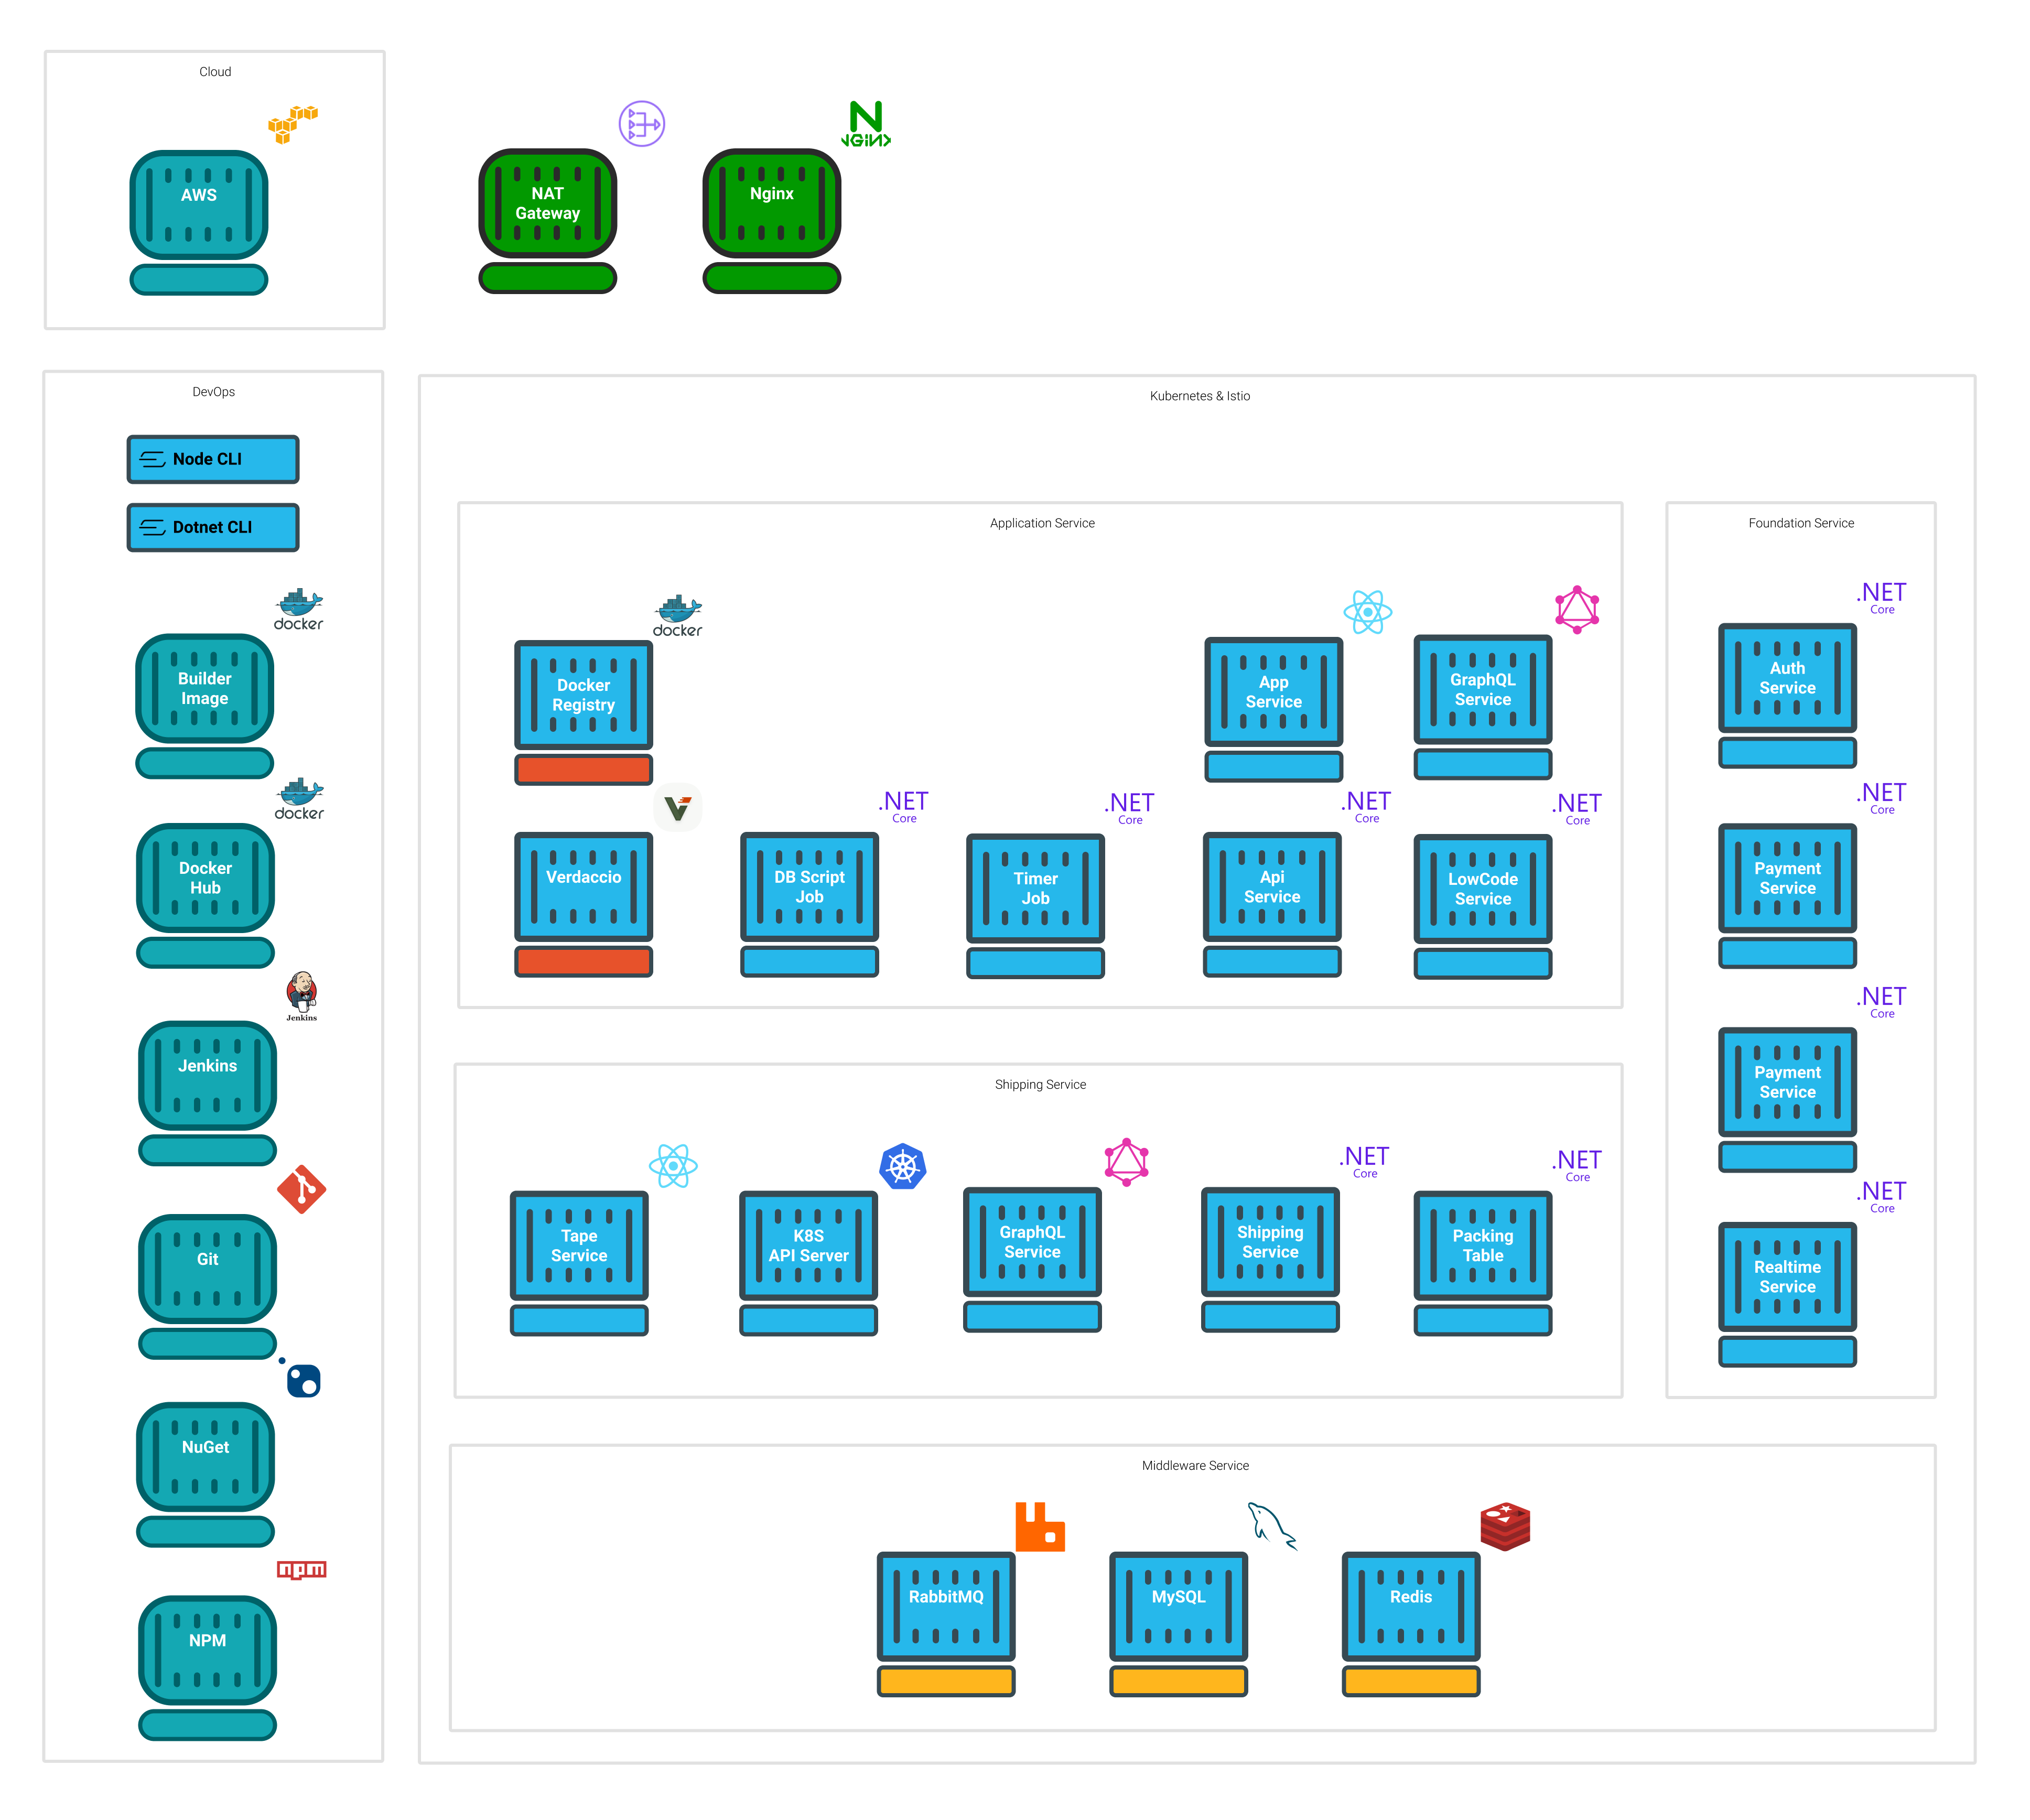 Cloud
AWS
NAT
Gateway
NGiNX
Nginx
DevOps
Node CLI
Dotnet CLI
docker
Builder
Image
docker
Docker
Hub
Jenkins
Jenkins
Git
NuGet
npm
NPM
Kubernetes & Istio
Application Service
docker
Docker
Registry
App
Service
GraphQL
Service
Verdaccio
.NET
Core
DB Script
Job
.NET
Core
Timer
Job
.NET
Core
Api
Service
.NET
Core
LowCode
Service
Foundation Service
.NET
Core
Auth
Service
.NET
Core
Payment
Service
.NET
Core
Payment
Service
.NET
Core
Realtime
Service
Shipping Service
Tape
Service
K8S
API Server
GraphQL
Service
.NET
Core
Shipping
Service
.NET
Core
Packing
Table
Middleware Service
RabbitMQ
MySQL
Redis